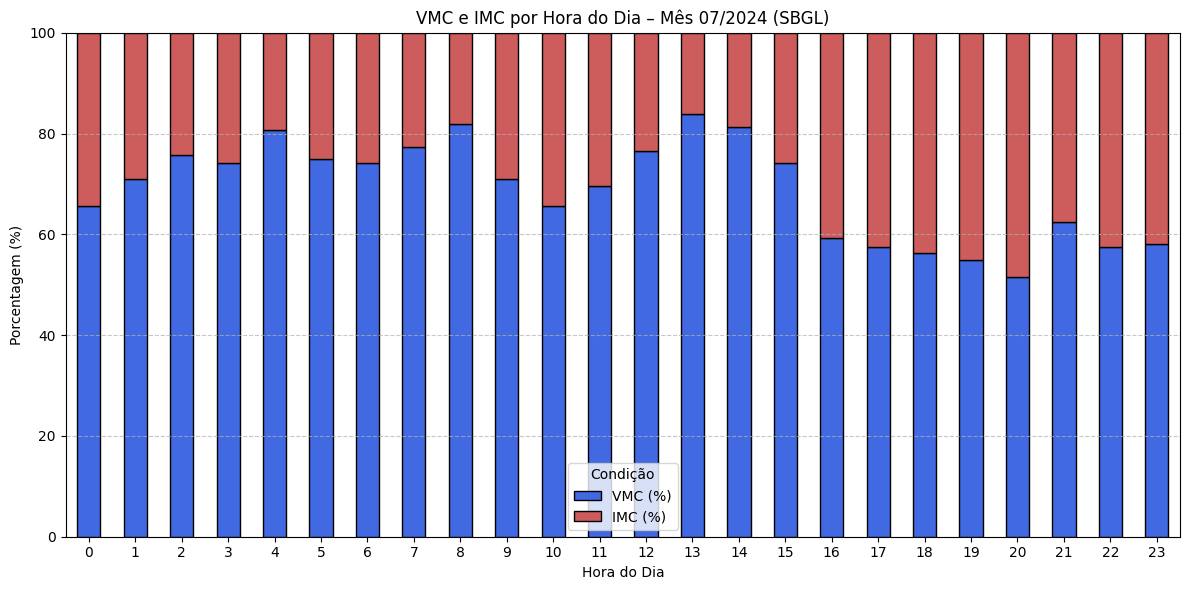 VMC e IMC por Hora do Dia – Mês 07/2024 (SBGL)
Porcentagem (%)
100
80
60
40
20
0
Condição
VMC (%)
IMC (%)
0 1 2 3 4 5 6 7 8 9 10 11 12 13 14 15 16 17 18 19 20 21 22 23
Hora do Dia